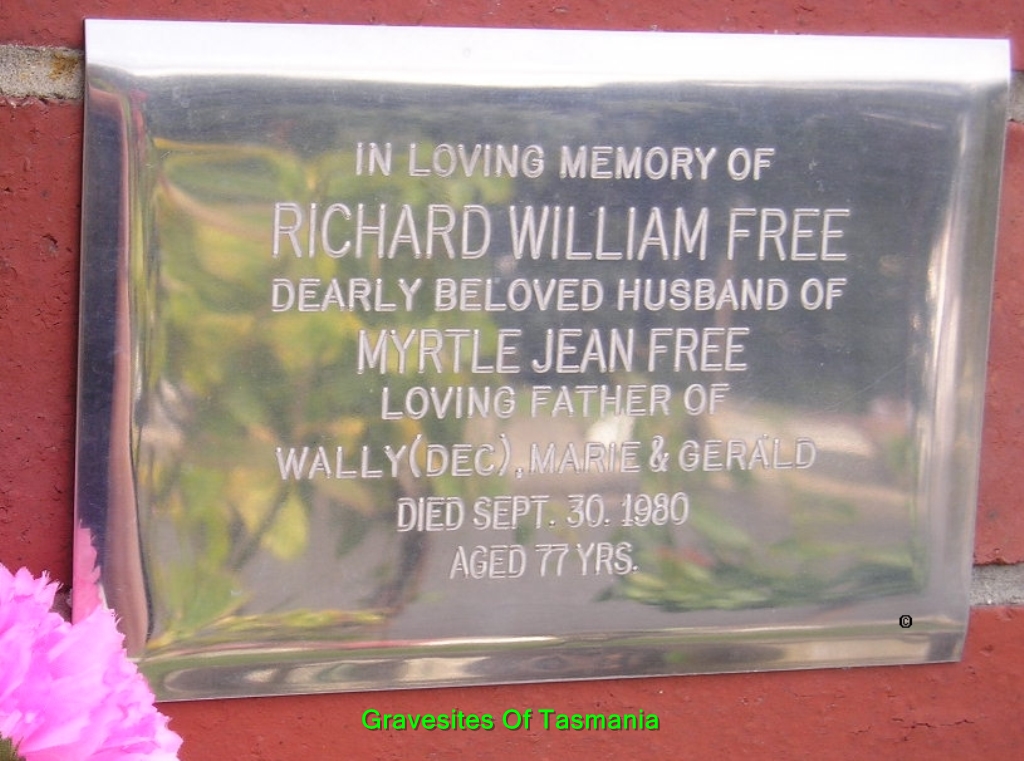 IN LOVING MEMORY OF
RICHARD WILLIAM FREE
DEARLY BELOVED HUSBAND OF
MYRTLE JEAN FREE
LOVING FATHER OF
WALLY(DEC), MARIE & GERALD
DIED SEPT. 30. 1980
AGED 77 YRS.
©
Gravesites Of Tasmania